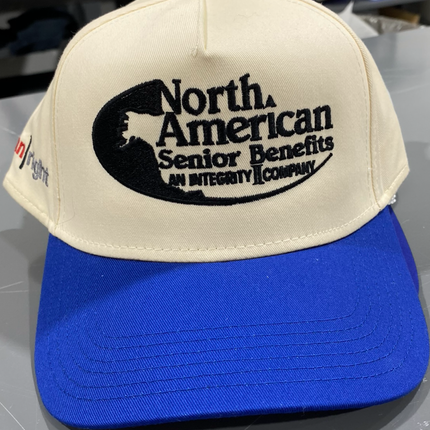 North
American
Senior Benefits
AN INTEGRITY COMPANY